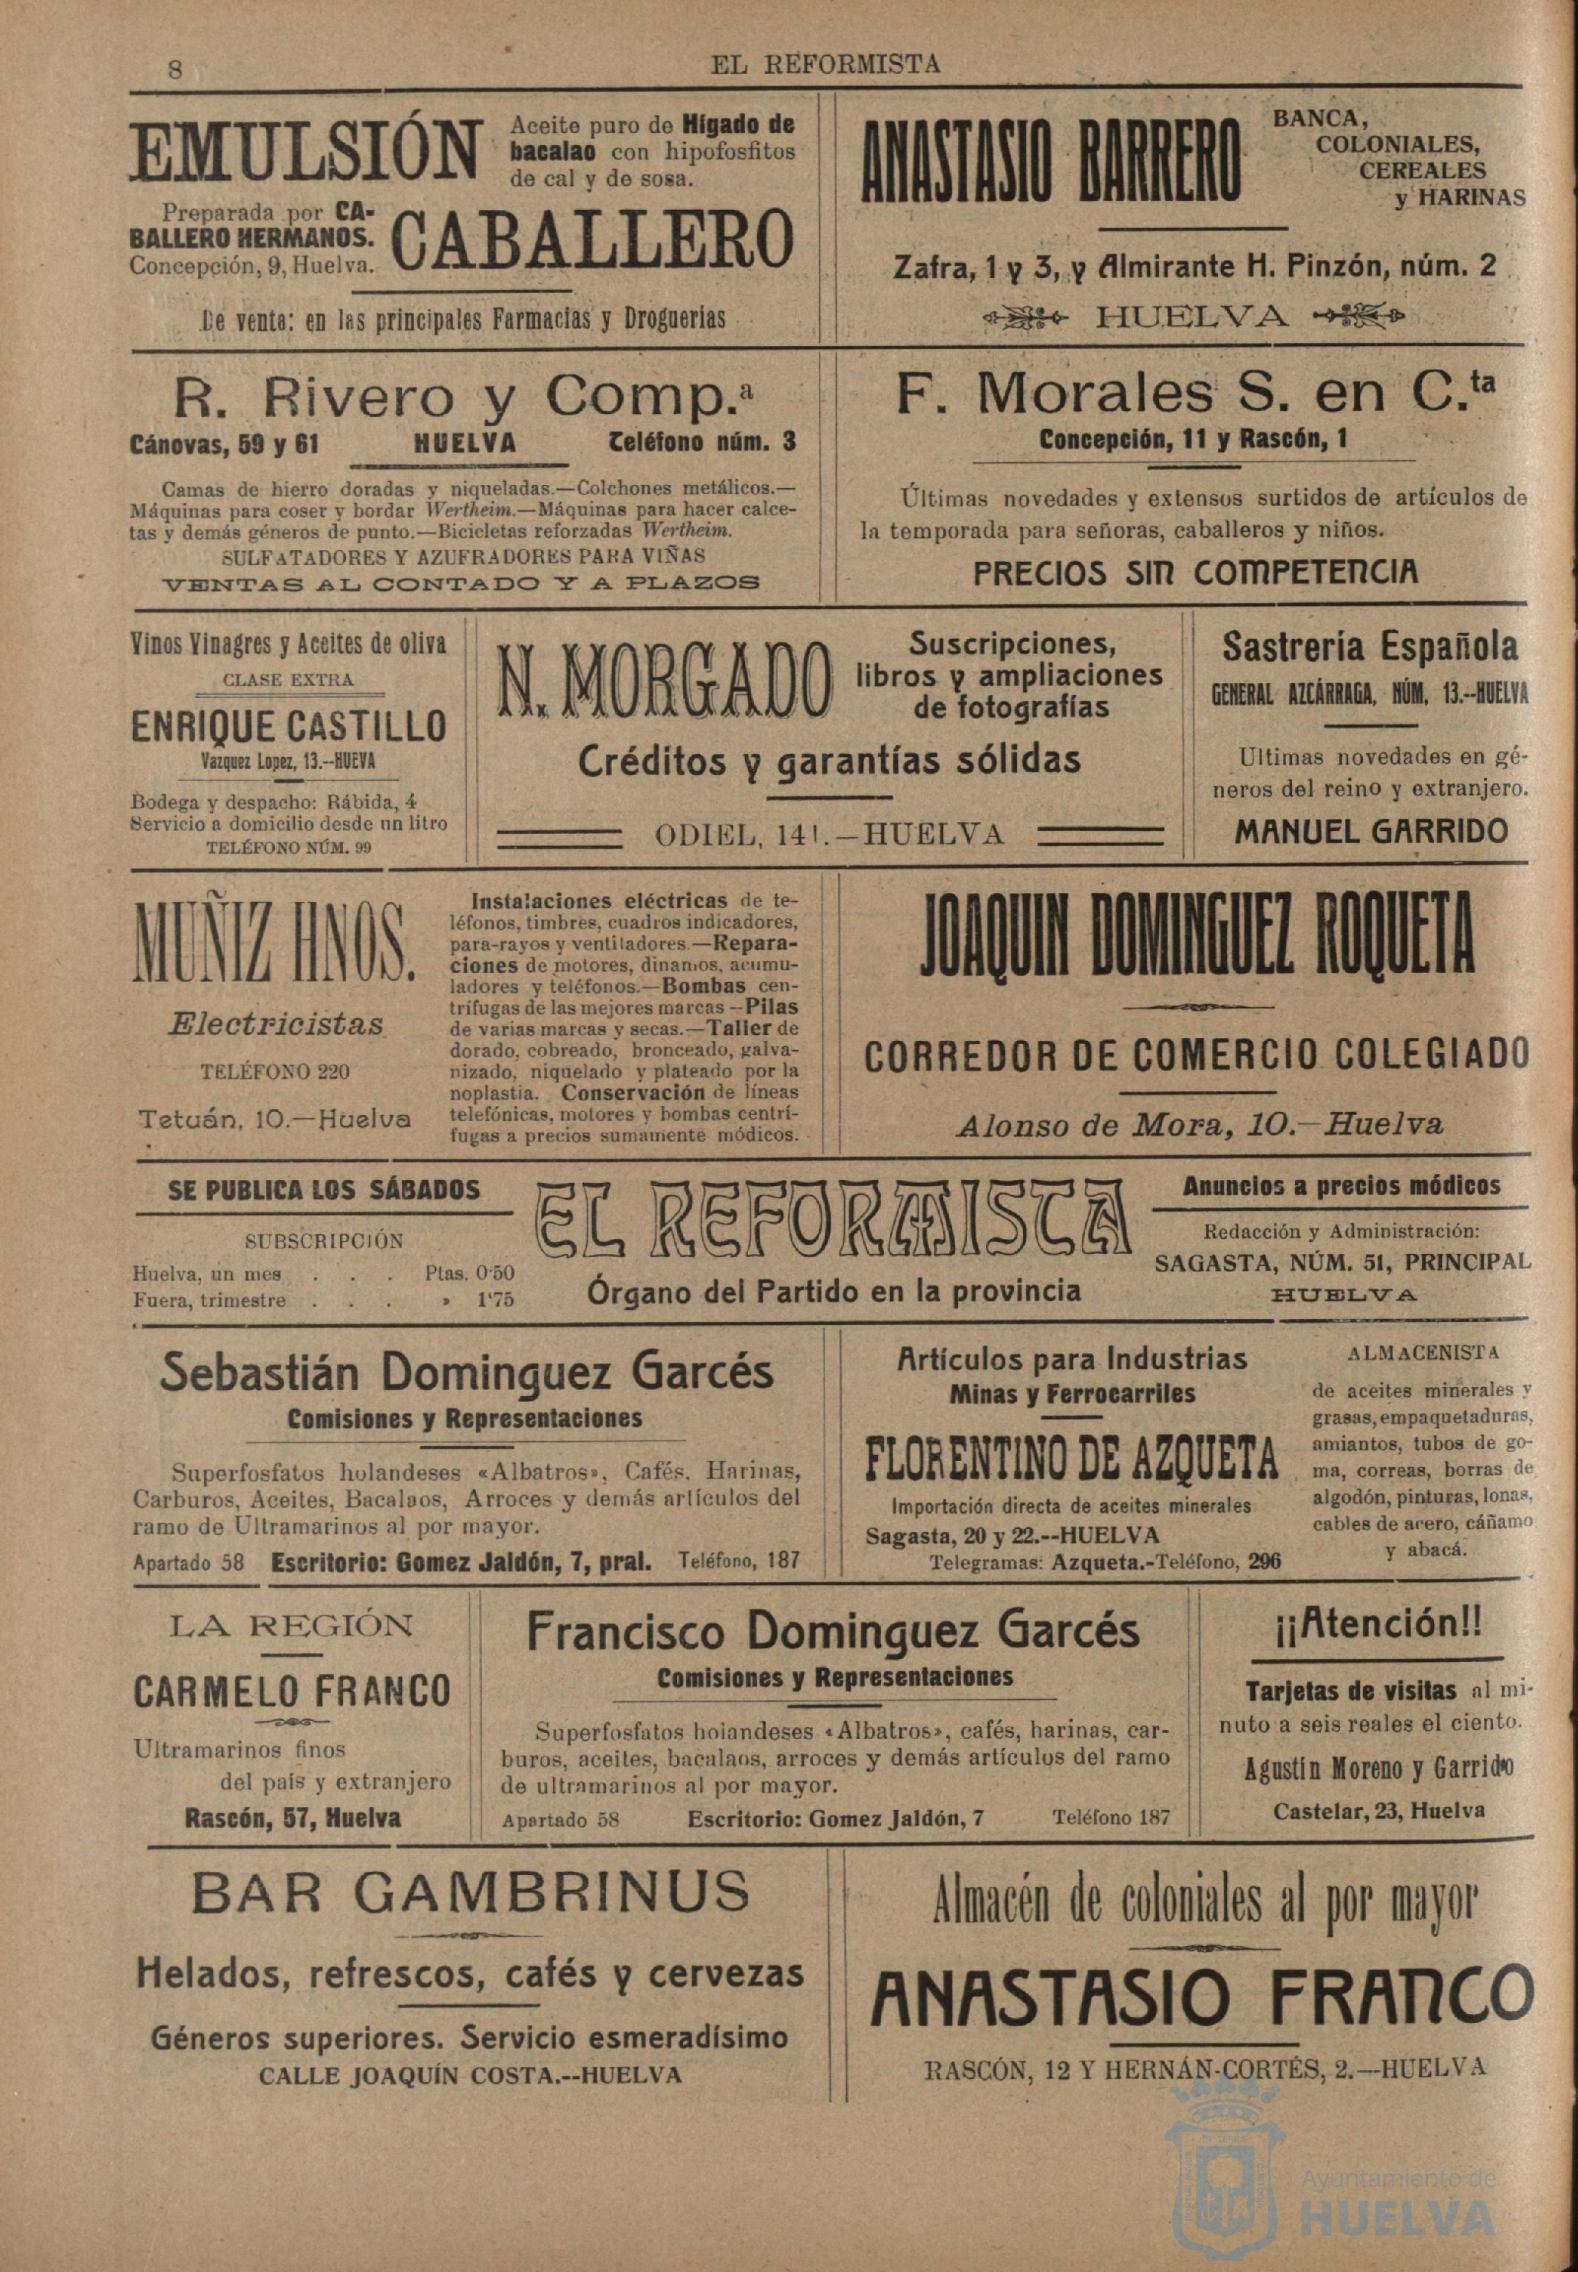 8
EL REFORMISTA
EMULSIÓN
Aceite puro de Hígado de
bacalao con hipofosfitos
de cal y de sosa.
Preparada por CA-
BALLERO HERMANOS.
Concepción, 9, Huelva.
CABALLERO
De venta: en las principales Farmacias y Droguerías
ANASTASIO BARRERO
BANCA,
COLONIALES,
CEREALES
y HARINAS
Zafra, 1 y 3, y Almirante H. Pinzón, núm. 2
HUELVA
R. Rivero y Comp.ª
Cánovas, 59 y 61 HUELVA Teléfono núm. 3
Camas de hierro doradas y niqueladas.—Colchones metálicos.—
Máquinas para coser y bordar Wertheim.—Máquinas para hacer calce-
tas y demás géneros de punto.—Bicicletas reforzadas Wertheim.
SULFATADORES Y AZUFRADORES PARA VIÑAS
VENTAS AL CONTADO Y A PLAZOS
F. Morales S. en C.ta
Concepción, 11 y Rascón, 1
Últimas novedades y extensos surtidos de artículos de
la temporada para señoras, caballeros y niños.
PRECIOS SIN COMPETENCIA
Vinos Vinagres y Aceites de oliva
CLASE EXTRA
ENRIQUE CASTILLO
Vazquez Lopez, 13.--HUEVA
Bodega y despacho: Rábida, 4
Servicio a domicilio desde un litro
TELÉFONO NÚM. 99
N. MORGADO
Suscripciones,
libros y ampliaciones
de fotografías
Créditos y garantías sólidas
ODIEL, 141.—HUELVA
Sastrería Española
GENERAL AZCÁRRAGA, NÚM. 13.--HUELVA
Ultimas novedades en gé-
neros del reino y extranjero.
MANUEL GARRIDO
MUÑIZ HNOS.
Electricistas
TELÉFONO 220
Tetuán, 10.—Huelva
Instalaciones eléctricas de te-
léfonos, timbres, cuadros indicadores,
para-rayos y ventiladores.—Repara-
ciones de motores, dinamos, acumu-
ladores y teléfonos.—Bombas cen-
trífugas de las mejores marcas—Pilas
de varias marcas y secas.—Taller de
dorado, cobreado, bronceado, galva-
nizado, niquelado y plateado por la
noplastia. Conservación de líneas
telefónicas, motores y bombas centrí-
fugas a precios sumamente módicos.
JOAQUIN DOMINGUEZ ROQUETA
CORREDOR DE COMERCIO COLEGIADO
Alonso de Mora, 10.—Huelva
SE PUBLICA LOS SÁBADOS
SUBSCRIPCIÓN
Huelva, un mes . . . Ptas. 0'50
Fuera, trimestre . . . » 1'75
EL REFORMISTA
Órgano del Partido en la provincia
Anuncios a precios módicos
Redacción y Administración:
SAGASTA, NÚM. 51, PRINCIPAL
HUELVA
Sebastián Dominguez Garcés
Comisiones y Representaciones
Superfosfatos holandeses «Albatros», Cafés, Harinas,
Carburos, Aceites, Bacalaos, Arroces y demás artículos del
ramo de Ultramarinos al por mayor.
Apartado 58 Escritorio: Gomez Jaldón, 7, pral. Teléfono, 187
Artículos para Industrias
Minas y Ferrocarriles
FLORENTINO DE AZQUETA
Importación directa de aceites minerales
Sagasta, 20 y 22.--HUELVA
Telegramas: Azqueta.-Teléfono, 296
ALMACENISTA
de aceites minerales y
grasas, empaquetaduras,
amiantos, tubos de go-
ma, correas, borras de
algodón, pinturas, lonas,
cables de acero, cáñamo
y abacá.
LA REGIÓN
CARMELO FRANCO
Ultramarinos finos
del país y extranjero
Rascón, 57, Huelva
Francisco Dominguez Garcés
Comisiones y Representaciones
Superfosfatos holandeses «Albatros», cafés, harinas, car-
buros, aceites, bacalaos, arroces y demás artículos del ramo
de ultramarinos al por mayor.
Apartado 58 Escritorio: Gomez Jaldón, 7 Teléfono 187
¡¡Atención!!
Tarjetas de visitas al mi-
nuto a seis reales el ciento.
Agustín Moreno y Garrido
Castelar, 23, Huelva
BAR GAMBRINUS
Helados, refrescos, cafés y cervezas
Géneros superiores. Servicio esmeradísimo
CALLE JOAQUÍN COSTA.--HUELVA
Almacén de coloniales al por mayor
ANASTASIO FRANCO
RASCÓN, 12 Y HERNÁN-CORTÉS, 2.—HUELVA
Ayuntamiento de
HUELVA